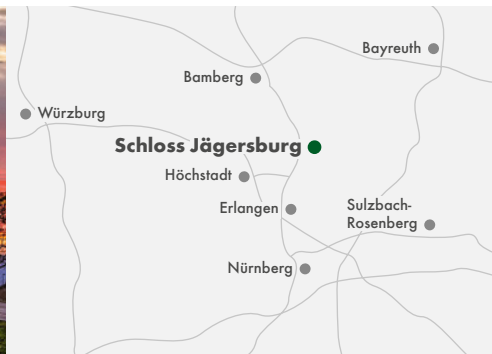 Bayreuth
Bamberg
Würzburg
Schloss Jägersburg
Höchstadt
Erlangen
Sulzbach-
Rosenberg
Nürnberg